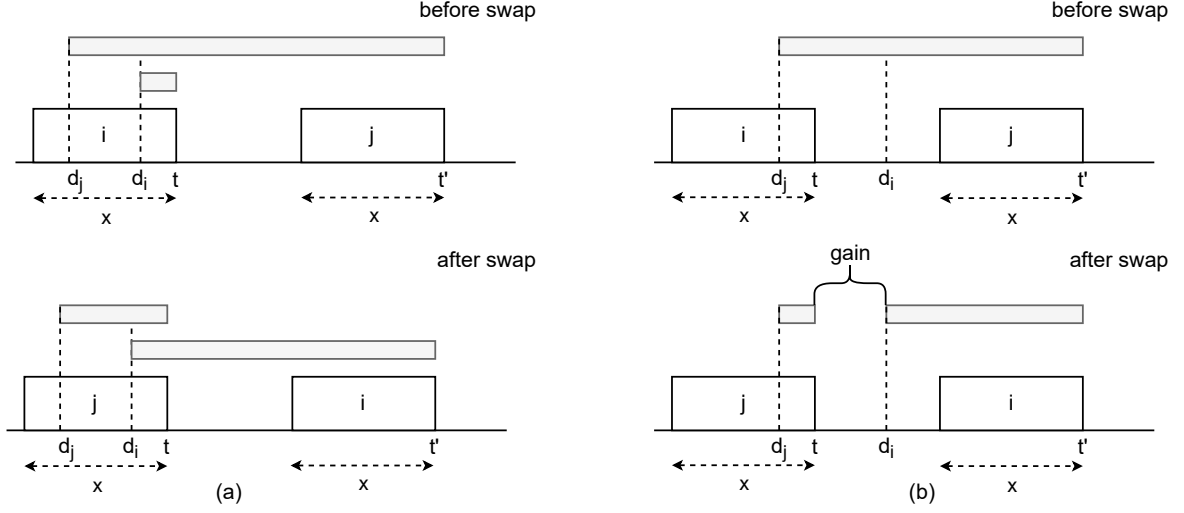 before swap
i
j
d_j d_i t t'
x
x
after swap
j
i
d_j d_i t t'
x
x
(a)
before swap
i
j
d_j t d_i t'
x
x
gain
after swap
j
i
d_j t d_i t'
x
x
(b)